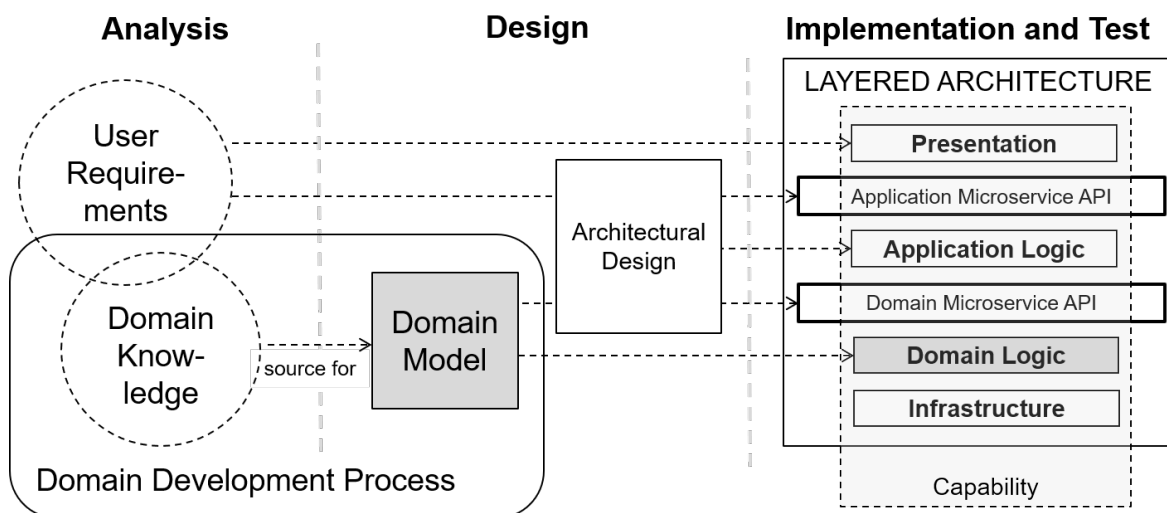 Analysis
Design
Implementation and Test
User
Require-
ments
Domain
Know-
ledge
source for
Domain
Model
Domain Development Process
Architectural
Design
LAYERED ARCHITECTURE
Presentation
Application Microservice API
Application Logic
Domain Microservice API
Domain Logic
Infrastructure
Capability